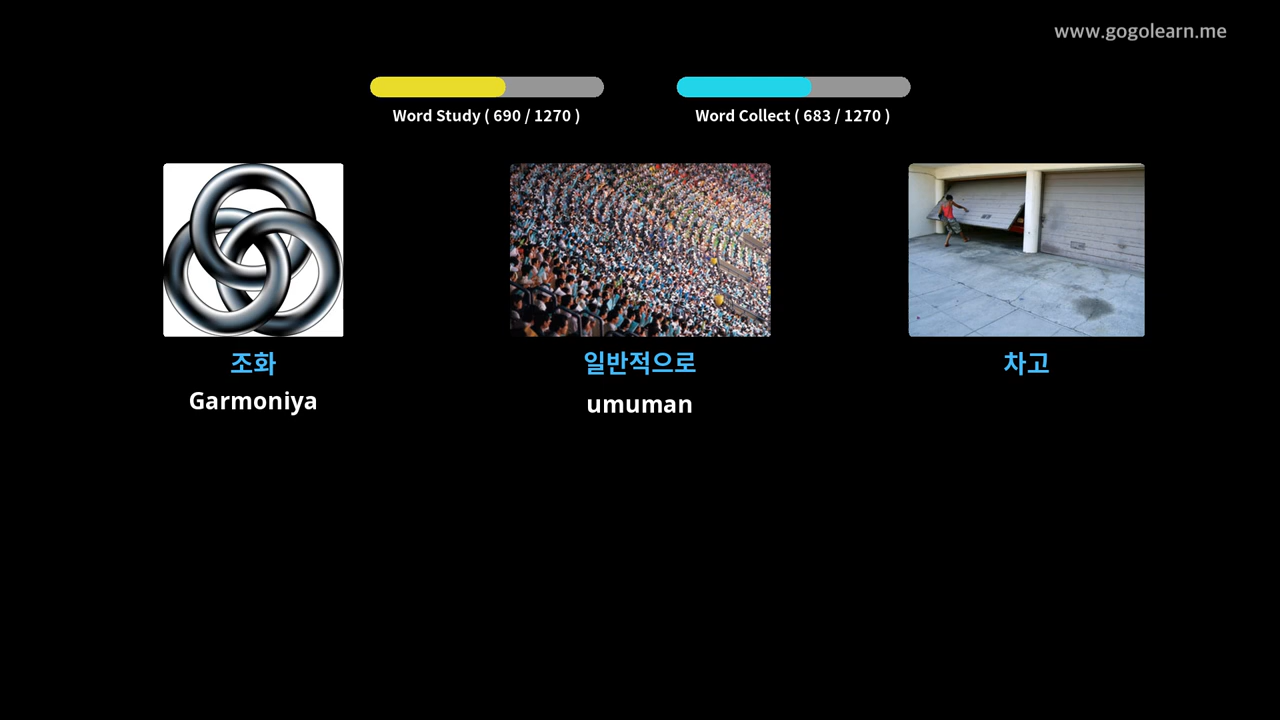 www.gogolearn.me
Word Study ( 690 / 1270 )
Word Collect ( 683 / 1270 )
조화
Garmoniya
일반적으로
umuman
차고